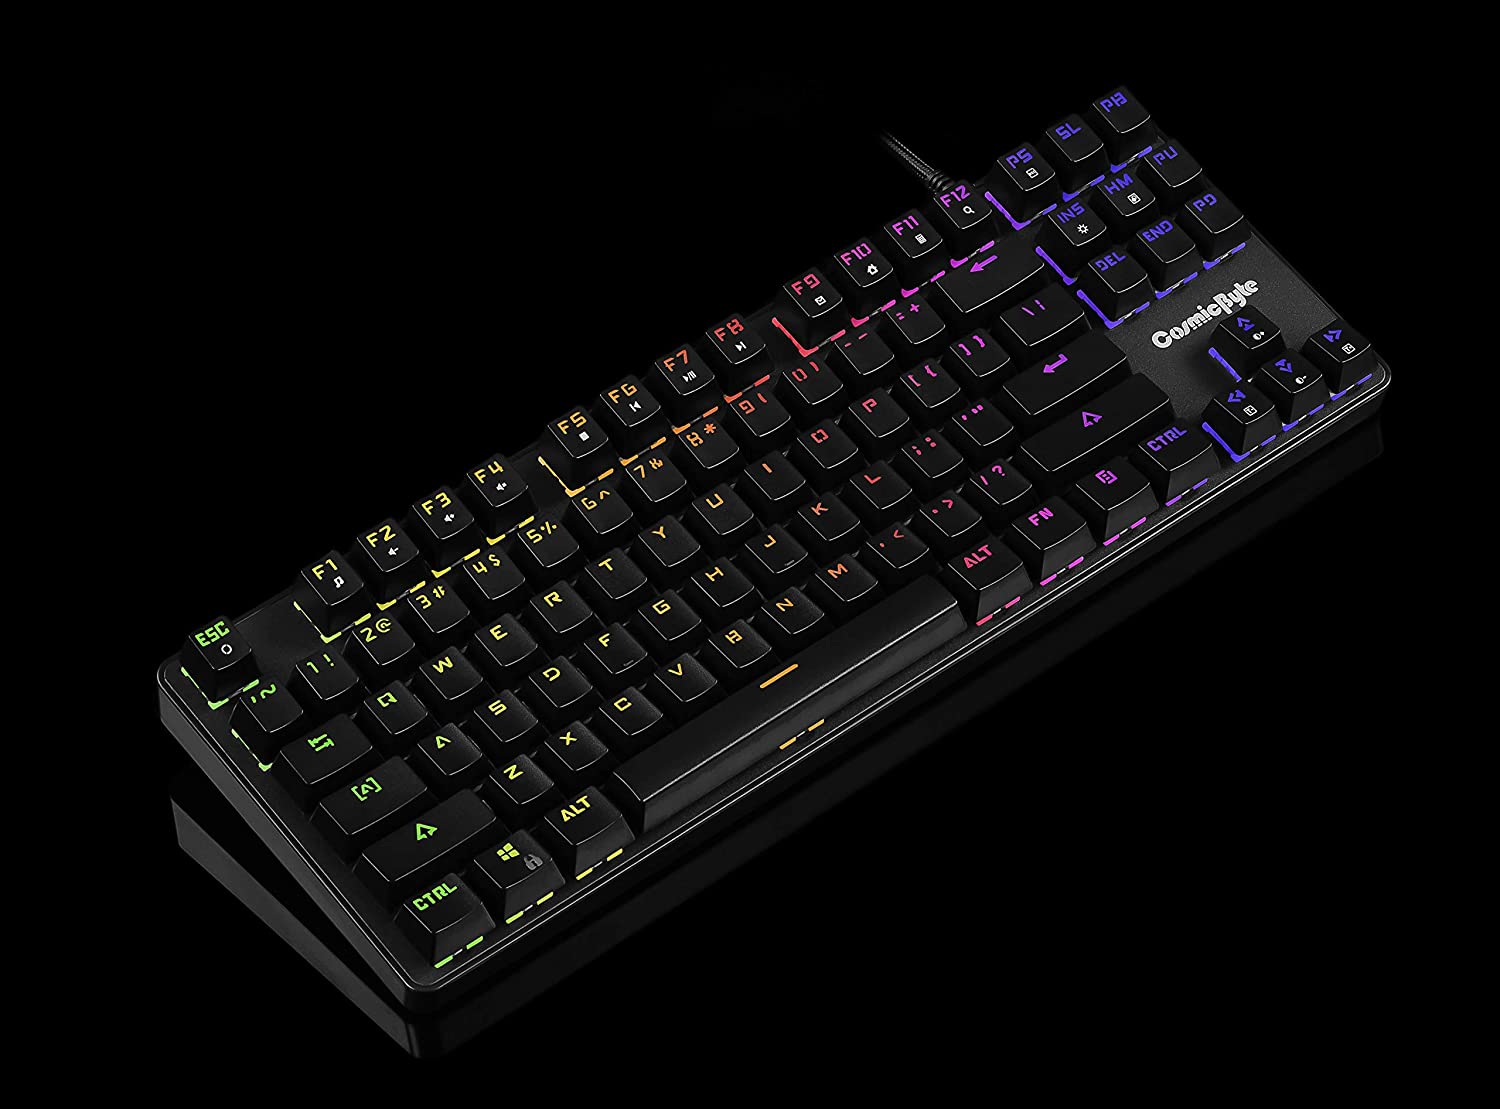 ESC F1 F2 F3 F4 F5 F6 F7 F8 F9 F10 F11 F12 PS SL PB
~ 1! 2@ 3# 4$ 5% 6^ 7& 8* 9( 0) -- =+ INS HM PU
Q W E R T Y U I O P [{ ]} \¦ DEL END PD
CosmicByte
[A] A S D F G H J K L ;: '"
Z X C V B N M ,< .> /?
CTRL ALT ALT FN CTRL